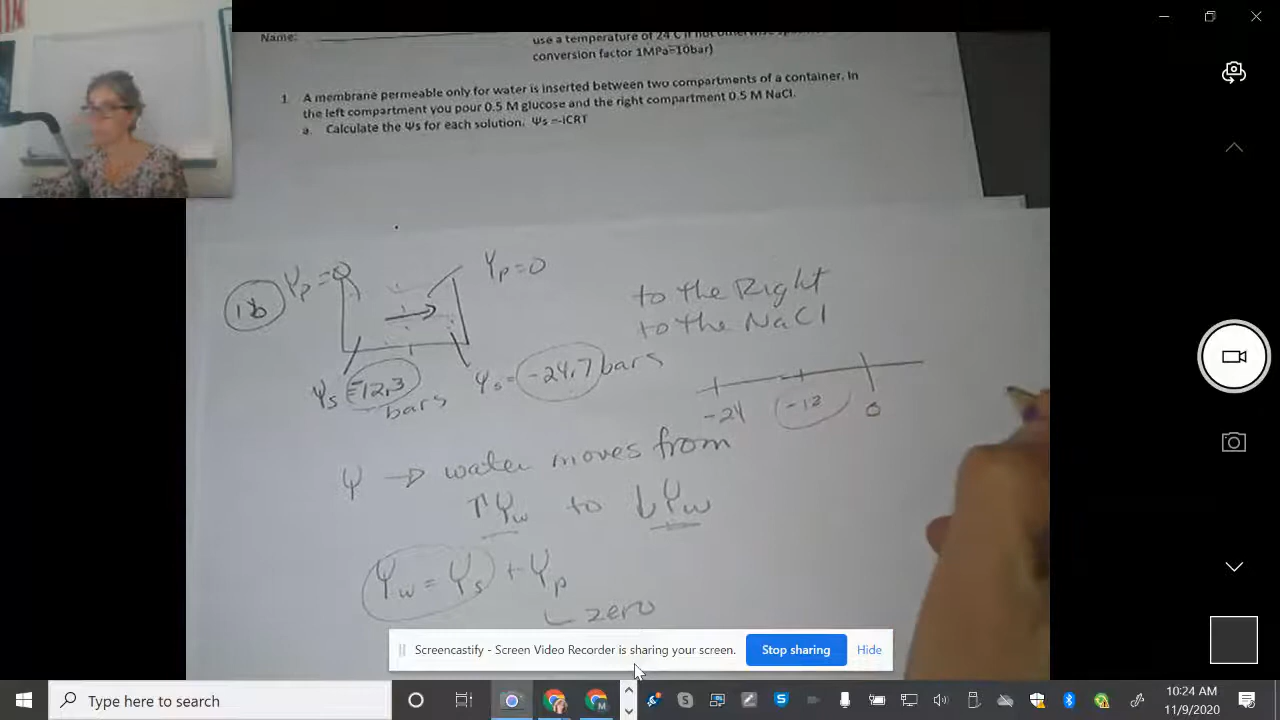 Name:
use a temperature of 24 C if not otherwise
conversion factor 1MPa=10bar)
1. A membrane permeable only for water is inserted between two compartments of a container. In
the left compartment you pour 0.5 M glucose and the right compartment 0.5 M NaCl.
a. Calculate the Ψs for each solution. Ψs =-iCRT
1b Ψp=0 Ψp=0
to the Right
to the NaCl
Ψs = -12,3 bars Ψs = -24,7 bars
-24 -12 0
Ψ → water moves from
↑Ψw to ↓Ψw
Ψw = Ψs + Ψp
zero
Screencastify - Screen Video Recorder is sharing your screen. Stop sharing Hide
Type here to search
10:24 AM
11/9/2020